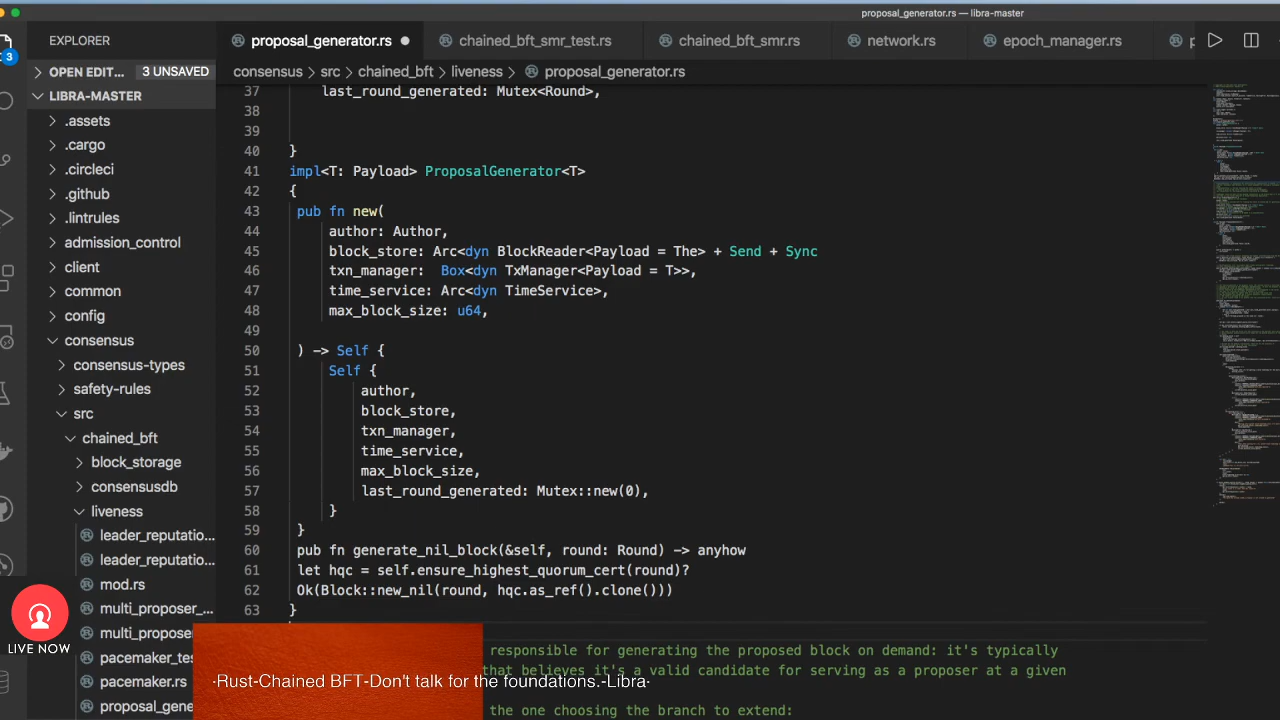 proposal_generator.rs — libra-master
EXPLORER
proposal_generator.rs
chained_bft_smr_test.rs
chained_bft_smr.rs
network.rs
epoch_manager.rs
3
OPEN EDIT... 3 UNSAVED
consensus > src > chained_bft > liveness > proposal_generator.rs
LIBRA-MASTER
.assets
.cargo
.circleci
.github
.lintrules
admission_control
client
common
config
consensus
consensus-types
safety-rules
src
chained_bft
block_storage
consensusdb
liveness
leader_reputatio...
leader_reputatio...
mod.rs
multi_proposer_...
multi_proposer
pacemaker_tes
pacemaker.rs
proposal_gene
37 last_round_generated: Mutex<Round>,
38
39
40 }
41 impl<T: Payload> ProposalGenerator<T>
42 {
43 pub fn new(
44 author: Author,
45 block_store: Arc<dyn BlockReader<Payload = The> + Send + Sync
46 txn_manager:  Box<dyn TxManager<Payload = T>>,
47 time_service: Arc<dyn TimeService>,
48 max_block_size: u64,
49
50 ) -> Self {
51 Self {
52 author,
53 block_store,
54 txn_manager,
55 time_service,
56 max_block_size,
57 last_round_generated: Mutex::new(0),
58 }
59 }
60 pub fn generate_nil_block(&self, round: Round) -> anyhow
61 let hqc = self.ensure_highest_quorum_cert(round)?
62 Ok(Block::new_nil(round, hqc.as_ref().clone()))
63 }
responsible for generating the proposed block on demand: it's typically
that believes it's a valid candidate for serving as a proposer at a given
the one choosing the branch to extend:
LIVE NOW
·Rust-Chained BFT-Don't talk for the foundations.-Libra·